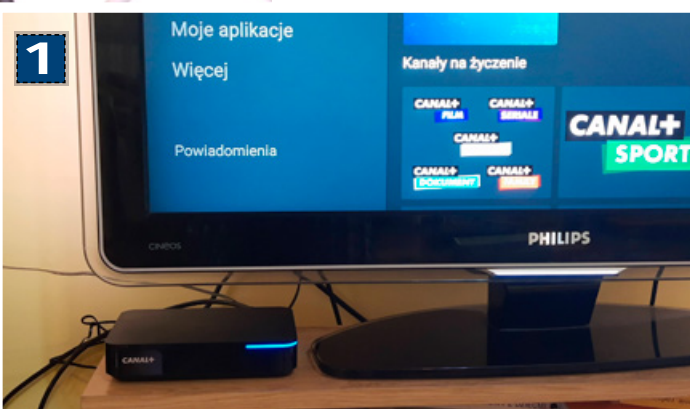 1
Moje aplikacje
Więcej
Powiadomienia
Kanały na życzenie
CANAL+
FILM
CANAL+
SERIALE
CANAL+
CANAL+
DOKUMENT
CANAL+
CANAL+
SPORT
CINEOS
PHILIPS
CANAL+